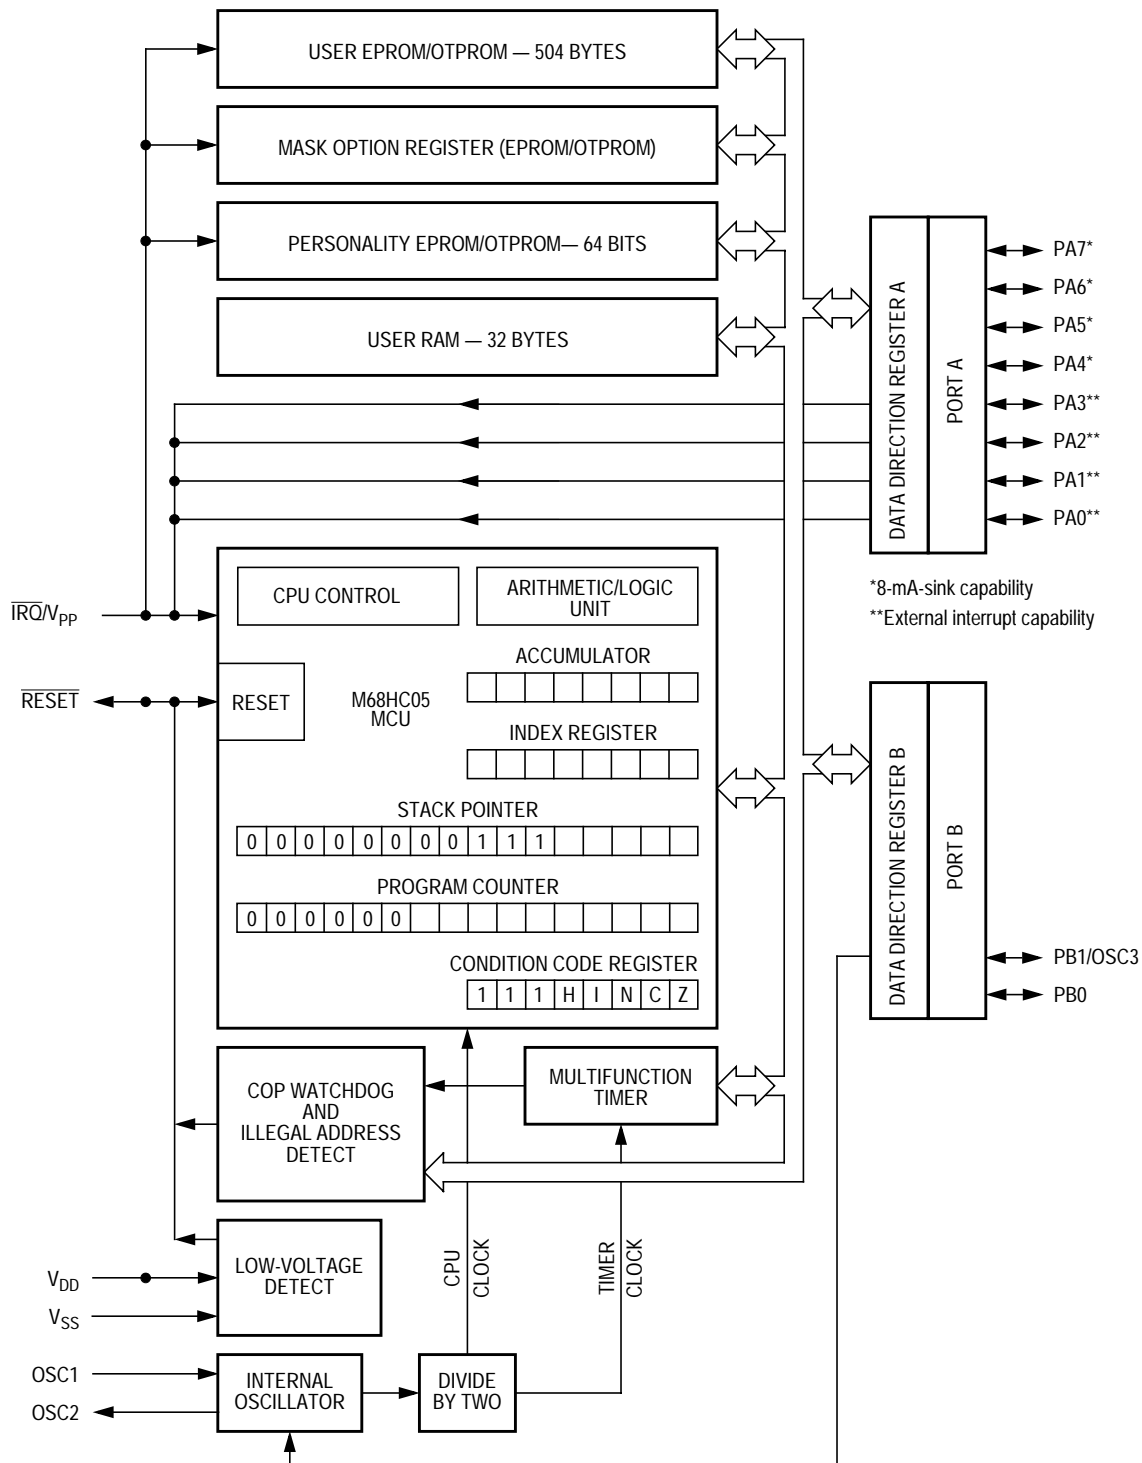 USER EPROM/OTPROM — 504 BYTES
MASK OPTION REGISTER (EPROM/OTPROM)
PERSONALITY EPROM/OTPROM— 64 BITS
USER RAM — 32 BYTES
DATA DIRECTION REGISTER A
PORT A
PA7*
PA6*
PA5*
PA4*
PA3**
PA2**
PA1**
PA0**
*8-mA-sink capability
**External interrupt capability
IRQ/VPP
RESET
CPU CONTROL
ARITHMETIC/LOGIC
UNIT
RESET
M68HC05
MCU
ACCUMULATOR
INDEX REGISTER
STACK POINTER
0 0 0 0 0 0 0 0 1 1 1
PROGRAM COUNTER
0 0 0 0 0 0
CONDITION CODE REGISTER
1 1 1 H I N C Z
DATA DIRECTION REGISTER B
PORT B
PB1/OSC3
PB0
COP WATCHDOG
AND
ILLEGAL ADDRESS
DETECT
MULTIFUNCTION
TIMER
LOW-VOLTAGE
DETECT
VDD
VSS
CPU
CLOCK
TIMER
CLOCK
OSC1
OSC2
INTERNAL
OSCILLATOR
DIVIDE
BY TWO